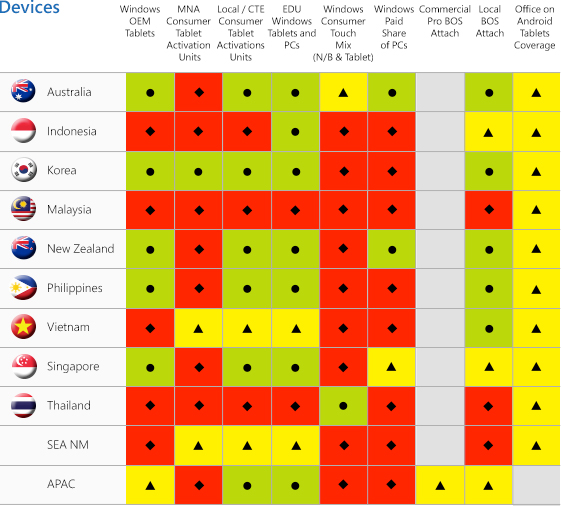 Devices
Windows OEM Tablets
MNA Consumer Tablet Activation Units
Local / CTE Consumer Tablet Activations Units
EDU Windows Tablets and PCs
Windows Consumer Touch Mix (N/B & Tablet)
Windows Paid Share of PCs
Commercial Pro BOS Attach
Local BOS Attach
Office on Android Tablets Coverage
Australia
Indonesia
Korea
Malaysia
New Zealand
Philippines
Vietnam
Singapore
Thailand
SEA NM
APAC